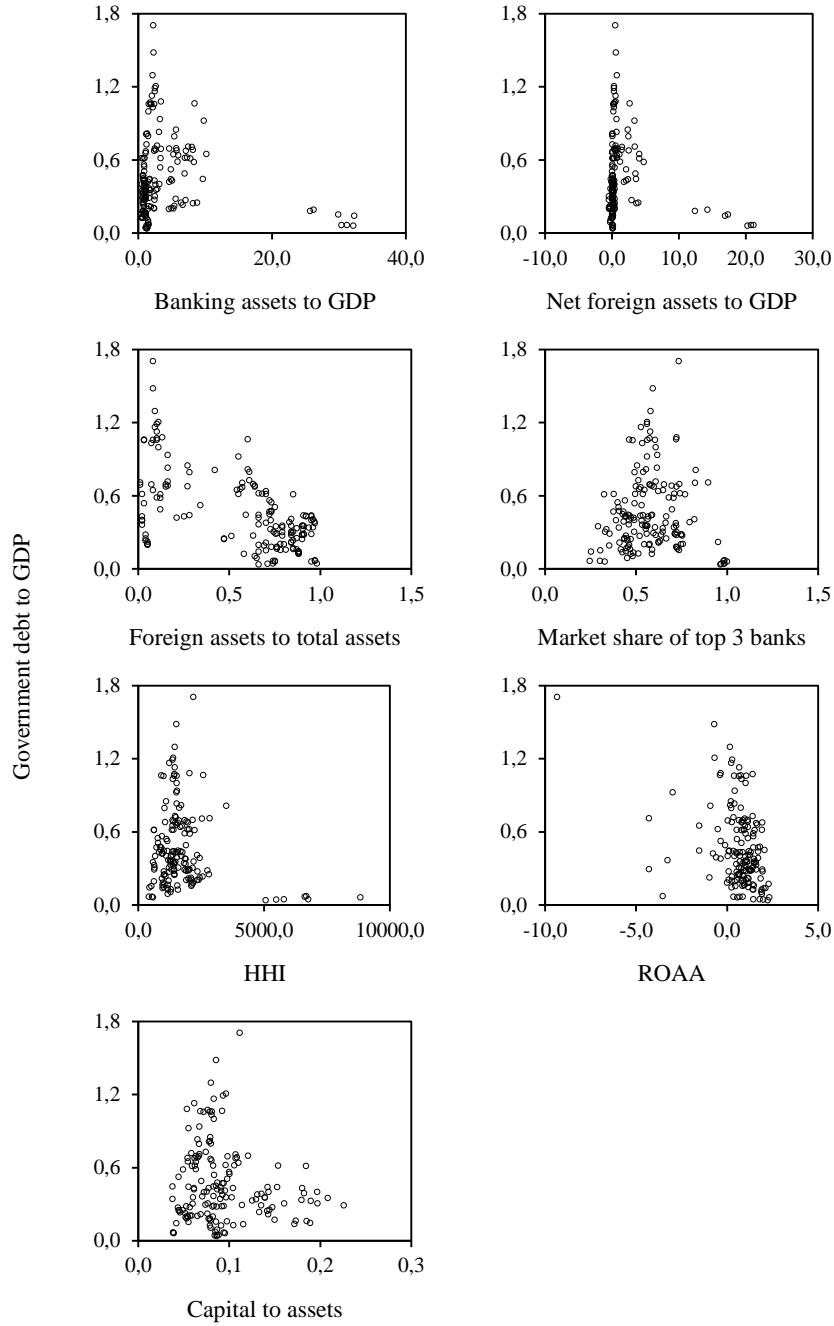 1,8
1,2
0,6
0,0
0,0 20,0 40,0
Banking assets to GDP
1,8
1,2
0,6
0,0
-10,0 0,0 10,0 20,0 30,0
Net foreign assets to GDP
1,8
1,2
0,6
0,0
0,0 0,5 1,0 1,5
Foreign assets to total assets
1,8
1,2
0,6
0,0
0,0 0,5 1,0 1,5
Market share of top 3 banks
Government debt to GDP
1,8
1,2
0,6
0,0
0,0 5000,0 10000,0
HHI
1,8
1,2
0,6
0,0
-10,0 -5,0 0,0 5,0
ROAA
1,8
1,2
0,6
0,0
0,0 0,1 0,2 0,3
Capital to assets